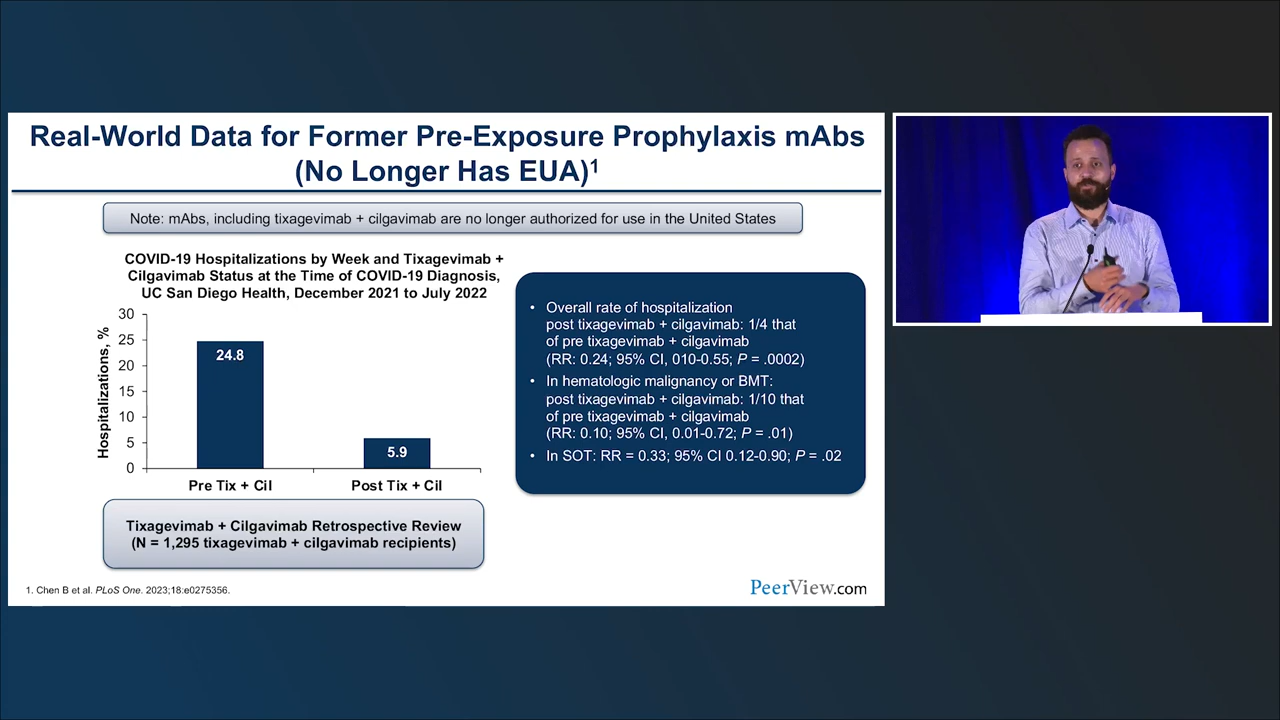 Real-World Data for Former Pre-Exposure Prophylaxis mAbs
(No Longer Has EUA)1
Note: mAbs, including tixagevimab + cilgavimab are no longer authorized for use in the United States
COVID-19 Hospitalizations by Week and Tixagevimab +
Cilgavimab Status at the Time of COVID-19 Diagnosis,
UC San Diego Health, December 2021 to July 2022
Hospitalizations, %
30
25
20
15
10
5
0
24.8
5.9
Pre Tix + Cil
Post Tix + Cil
Tixagevimab + Cilgavimab Retrospective Review
(N = 1,295 tixagevimab + cilgavimab recipients)
• Overall rate of hospitalization
post tixagevimab + cilgavimab: 1/4 that
of pre tixagevimab + cilgavimab
(RR: 0.24; 95% CI, 010-0.55; P = .0002)
• In hematologic malignancy or BMT:
post tixagevimab + cilgavimab: 1/10 that
of pre tixagevimab + cilgavimab
(RR: 0.10; 95% CI, 0.01-0.72; P = .01)
• In SOT: RR = 0.33; 95% CI 0.12-0.90; P = .02
1. Chen B et al. PLoS One. 2023;18:e0275356.
PeerView.com